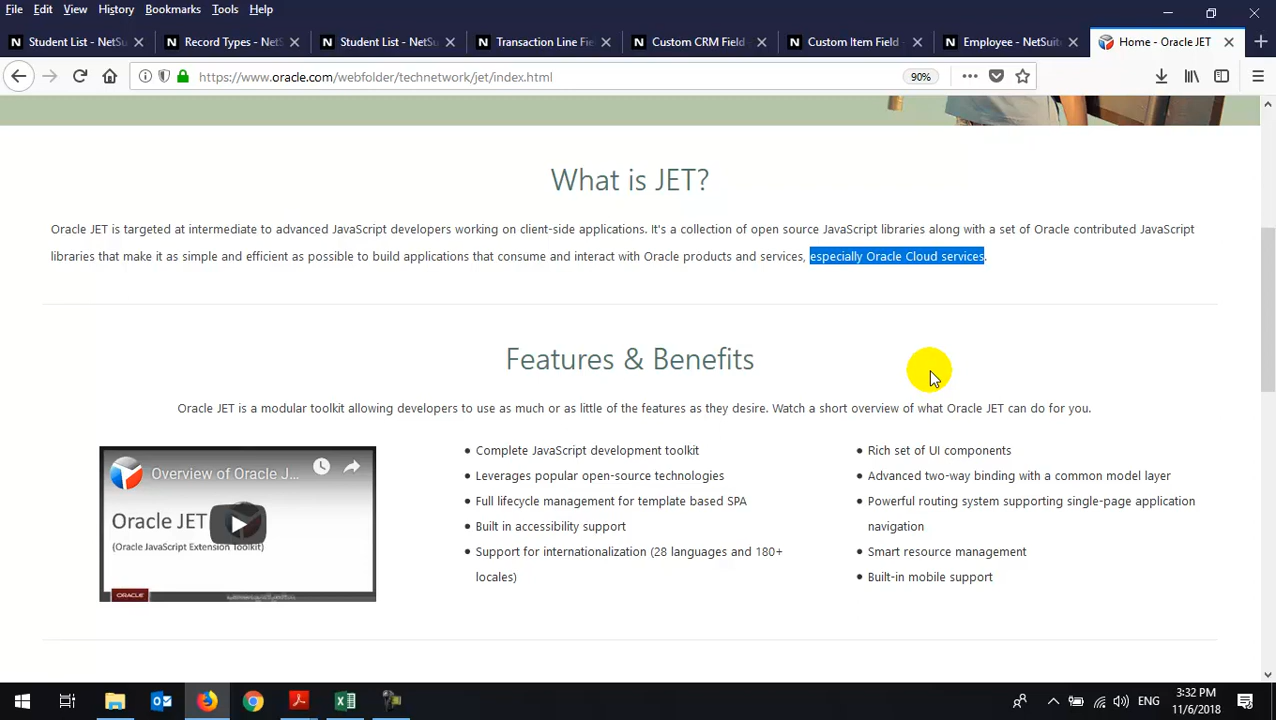 File Edit View History Bookmarks Tools Help
Student List - NetSu
Record Types - NetS
Student List - NetSu
Transaction Line Fie
Custom CRM Field -
Custom Item Field -
Employee - NetSuite
Home - Oracle JET
https://www.oracle.com/webfolder/technetwork/jet/index.html
90%
What is JET?
Oracle JET is targeted at intermediate to advanced JavaScript developers working on client-side applications. It's a collection of open source JavaScript libraries along with a set of Oracle contributed JavaScript
libraries that make it as simple and efficient as possible to build applications that consume and interact with Oracle products and services, especially Oracle Cloud services.
Features & Benefits
Oracle JET is a modular toolkit allowing developers to use as much or as little of the features as they desire. Watch a short overview of what Oracle JET can do for you.
Overview of Oracle J...
Oracle JET
(Oracle JavaScript Extension Toolkit)
ORACLE
• Complete JavaScript development toolkit
• Leverages popular open-source technologies
• Full lifecycle management for template based SPA
• Built in accessibility support
• Support for internationalization (28 languages and 180+
locales)
• Rich set of UI components
• Advanced two-way binding with a common model layer
• Powerful routing system supporting single-page application
navigation
• Smart resource management
• Built-in mobile support
ENG
3:32 PM
11/6/2018